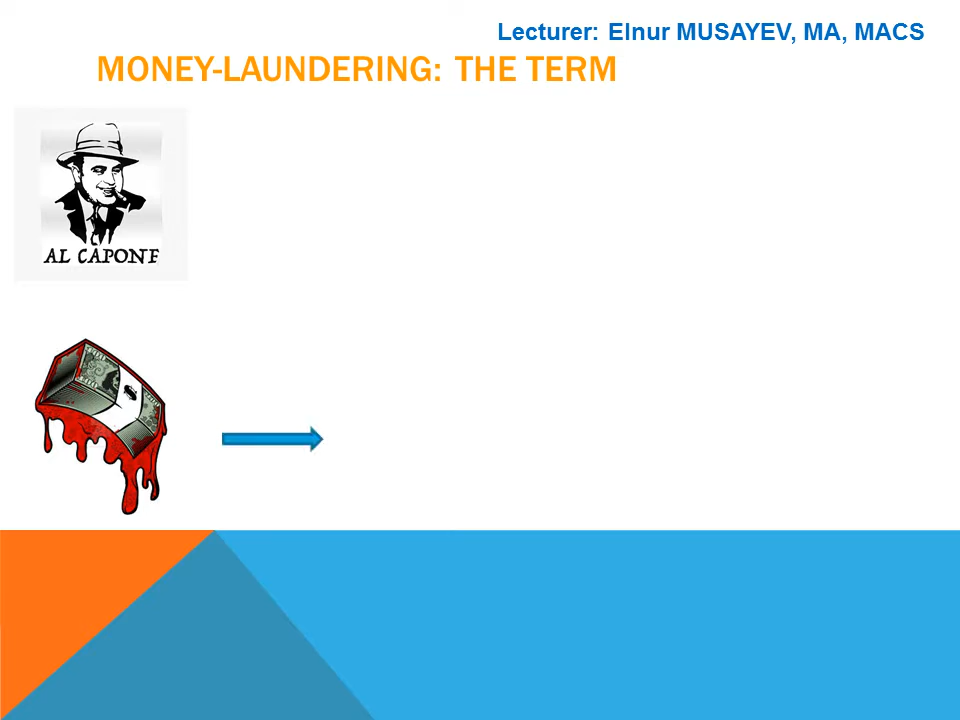 Lecturer: Elnur MUSAYEV, MA, MACS
MONEY-LAUNDERING: THE TERM
AL CAPONE